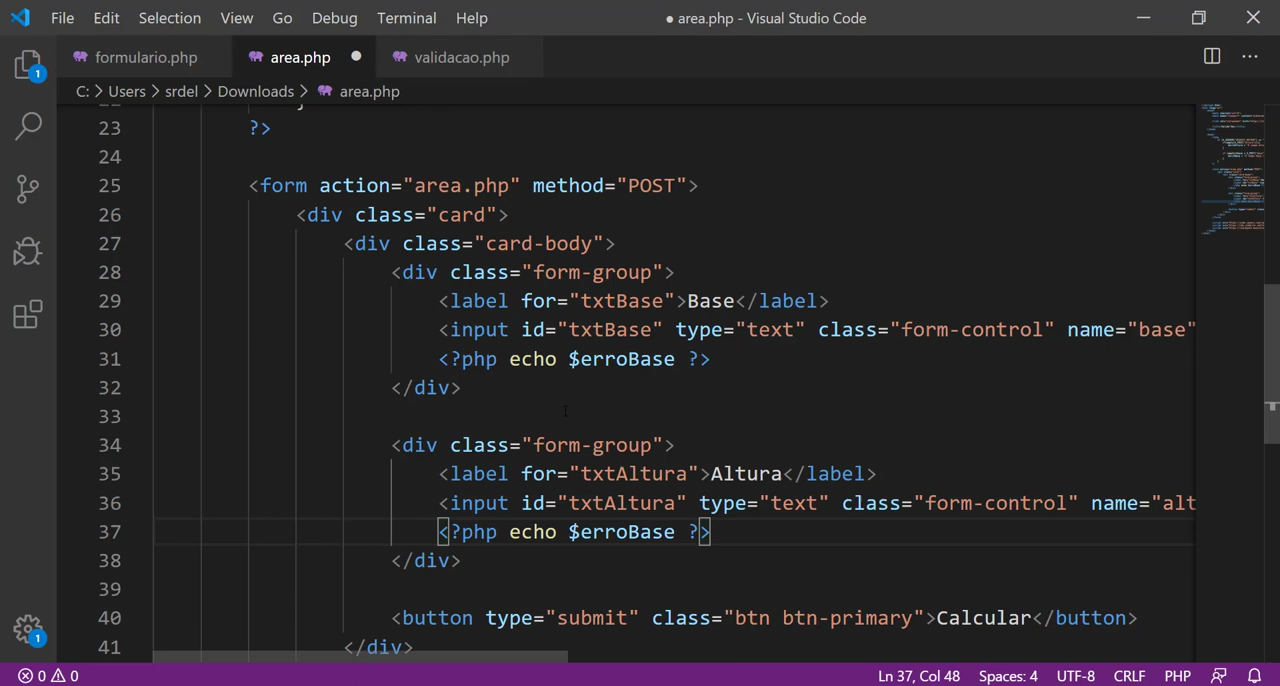 File Edit Selection View Go Debug Terminal Help
● area.php - Visual Studio Code
formulario.php area.php validacao.php
C: > Users > srdel > Downloads > area.php
23 ?>
24
25 <form action="area.php" method="POST">
26 <div class="card">
27 <div class="card-body">
28 <div class="form-group">
29 <label for="txtBase">Base</label>
30 <input id="txtBase" type="text" class="form-control" name="base"
31 <?php echo $erroBase ?>
32 </div>
33
34 <div class="form-group">
35 <label for="txtAltura">Altura</label>
36 <input id="txtAltura" type="text" class="form-control" name="alt
37 <?php echo $erroBase ?>
38 </div>
39
40 <button type="submit" class="btn btn-primary">Calcular</button>
41 </div>
1
1
0 0 Ln 37, Col 48 Spaces: 4 UTF-8 CRLF PHP